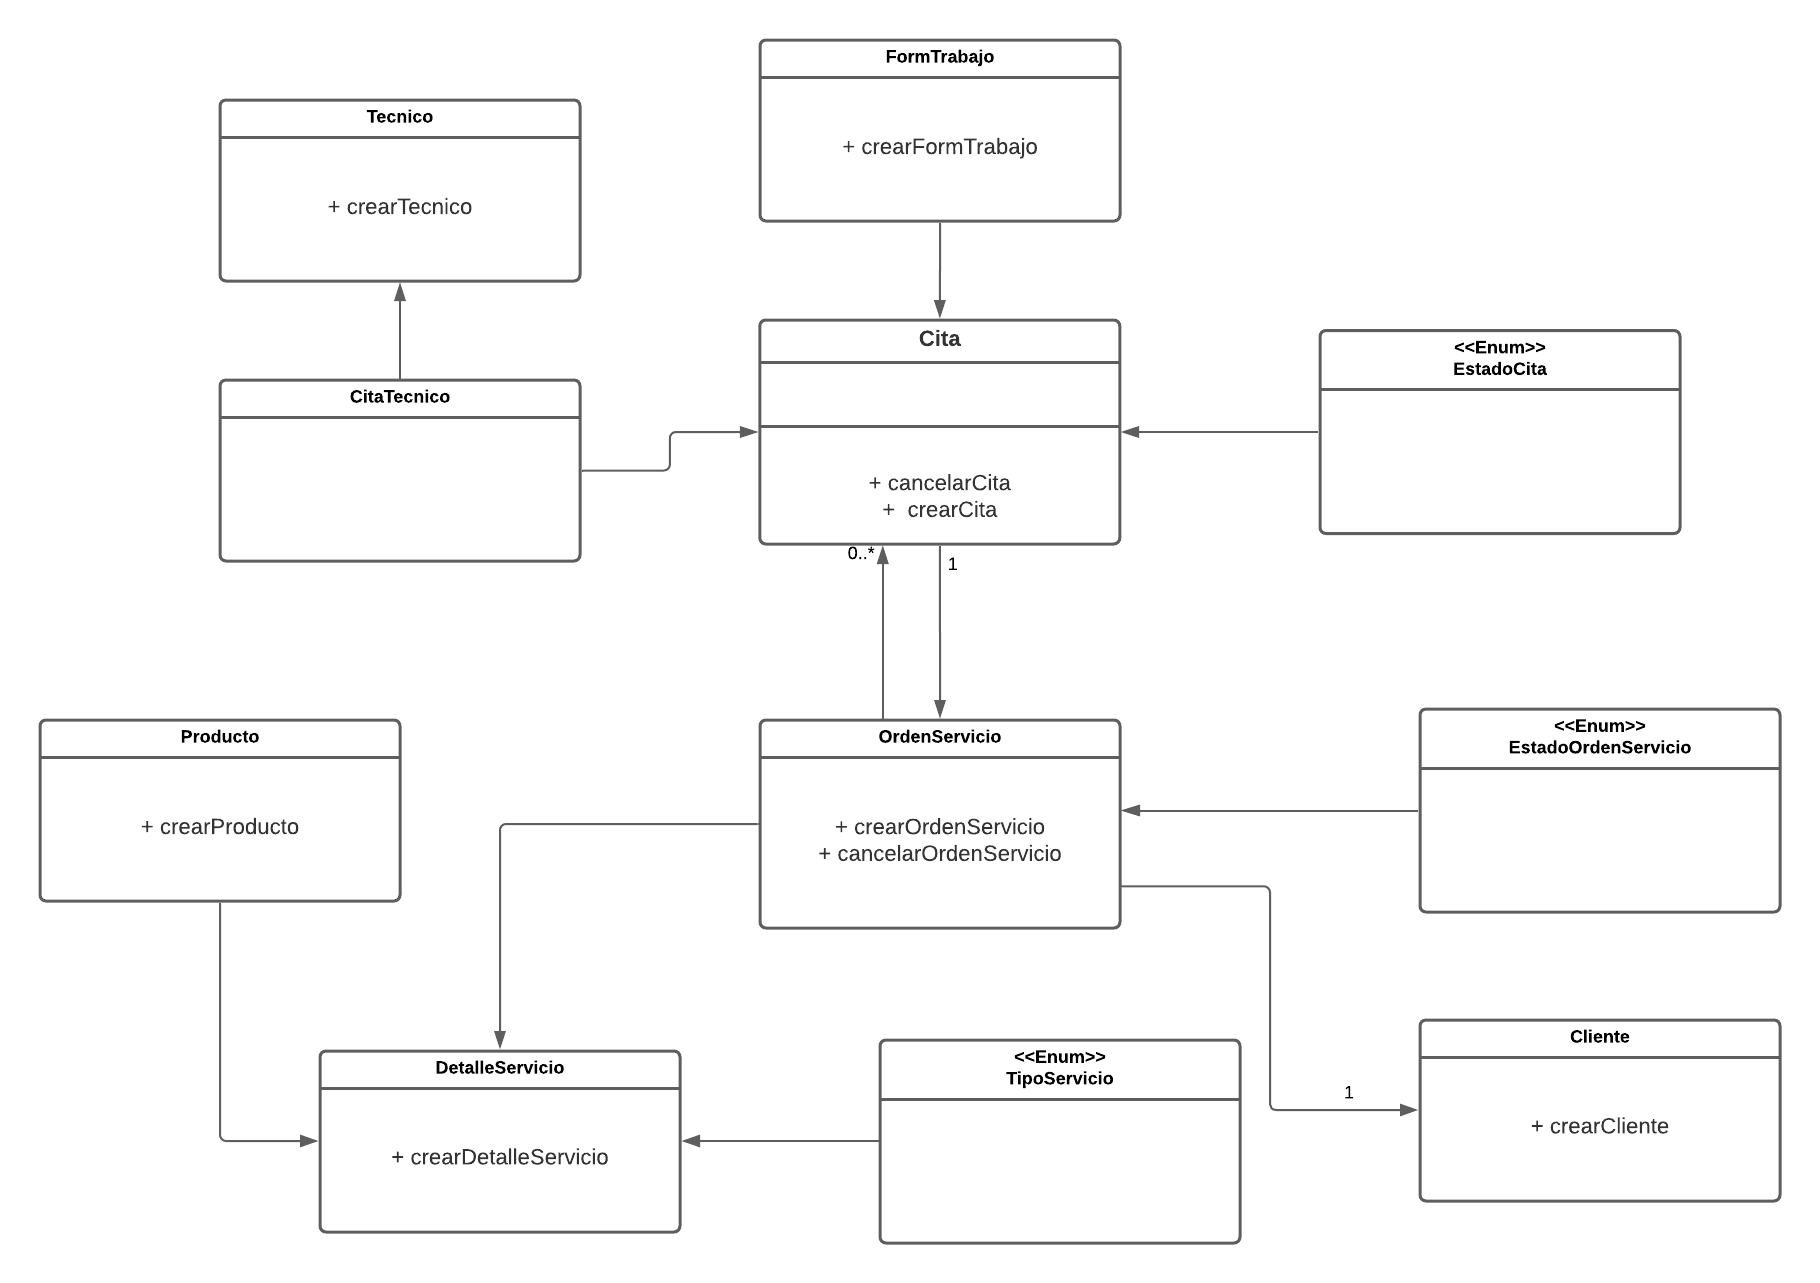 FormTrabajo
+ crearFormTrabajo
Tecnico
+ crearTecnico
Cita
+ cancelarCita
+ crearCita
<<Enum>>
EstadoCita
CitaTecnico
0..*
1
Producto
+ crearProducto
OrdenServicio
+ crearOrdenServicio
+ cancelarOrdenServicio
<<Enum>>
EstadoOrdenServicio
DetalleServicio
+ crearDetalleServicio
<<Enum>>
TipoServicio
1
Cliente
+ crearCliente